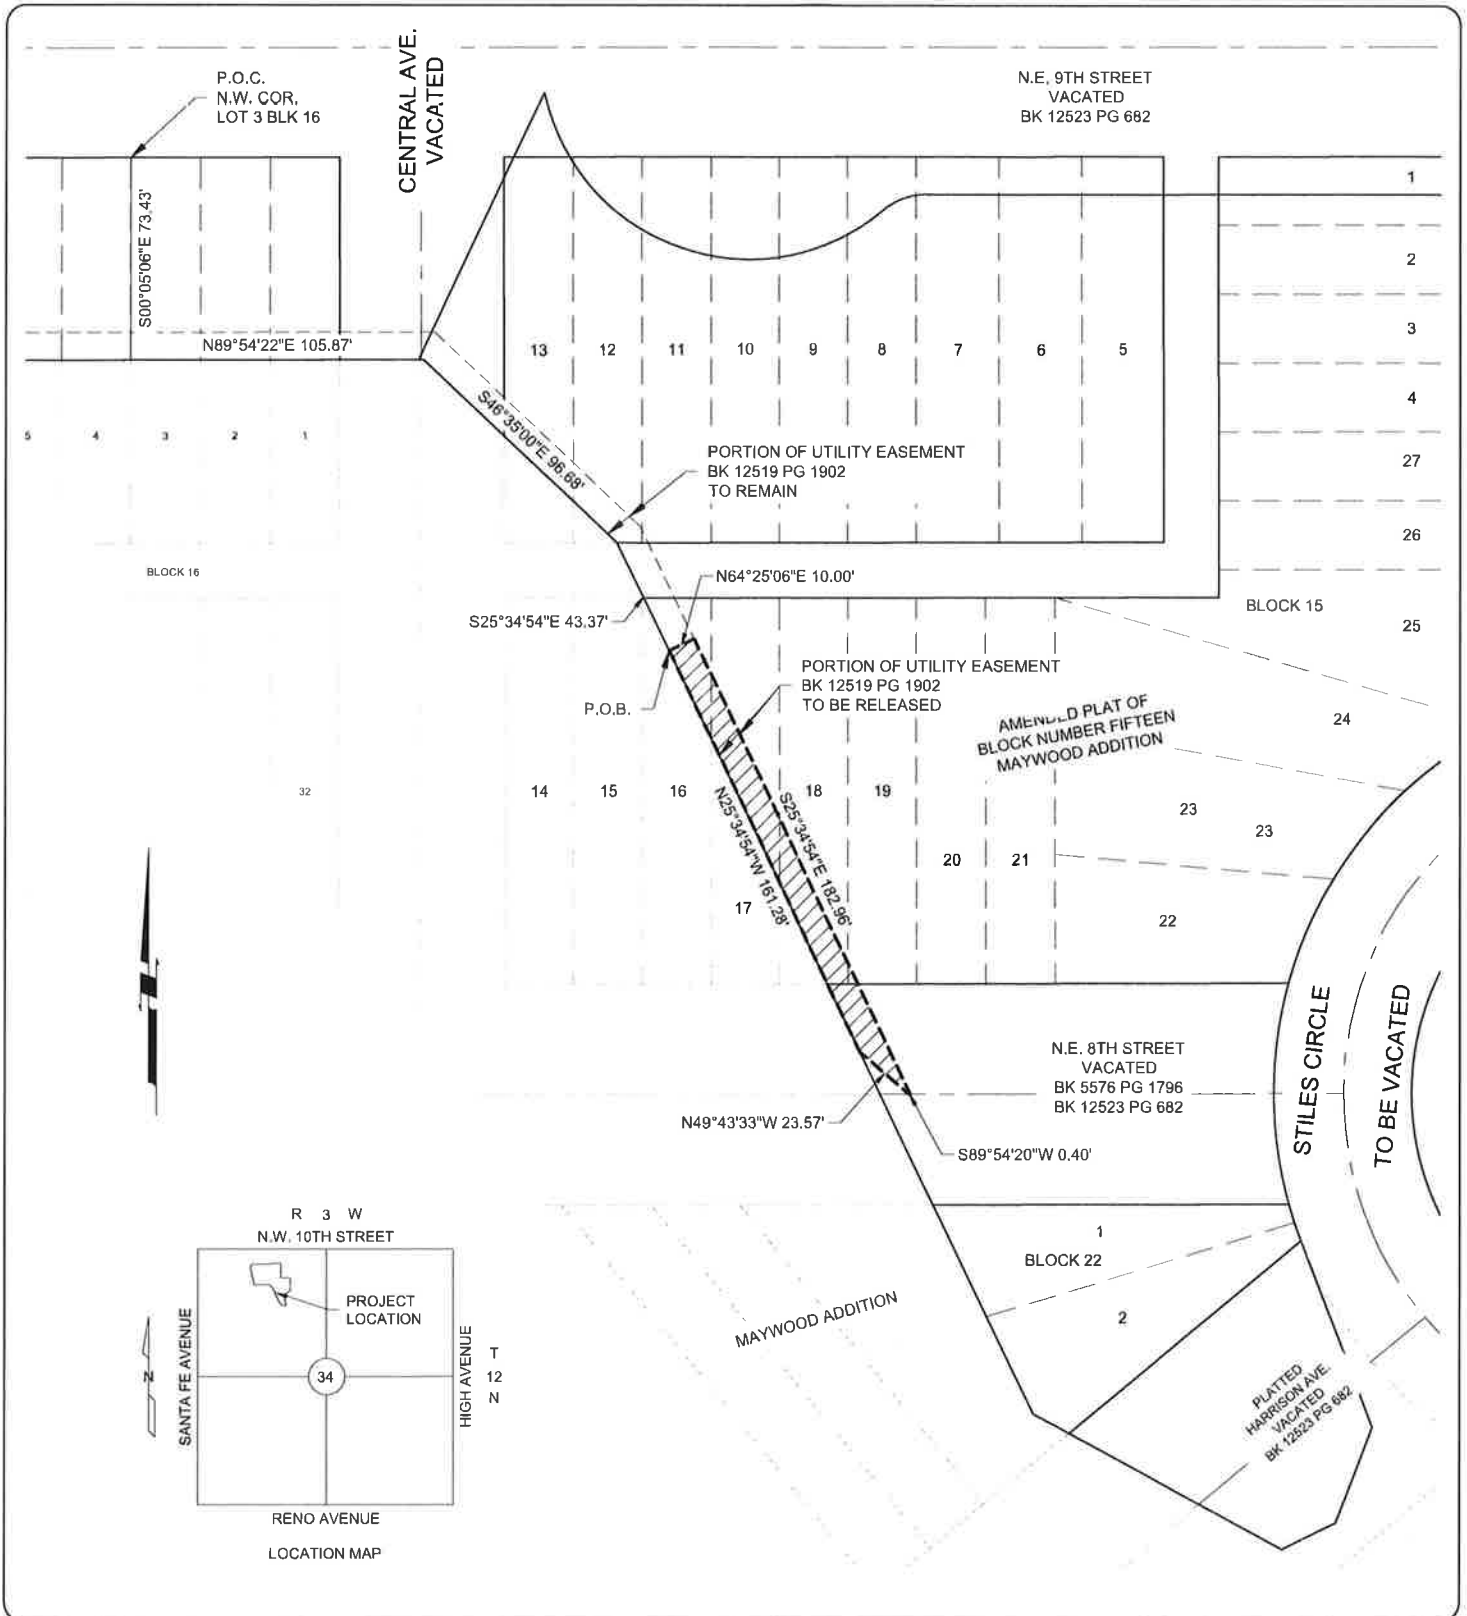 P.O.C.
N.W. COR.
LOT 3 BLK 16
CENTRAL AVE.
VACATED
N.E. 9TH STREET
VACATED
BK 12523 PG 682
S00°05'06"E 73.43'
N89°54'22"E 105.87'
S46°35'00"E 96.68'
13
12
11
10
9
8
7
6
5
1
2
3
4
27
26
25
5
4
3
2
1
PORTION OF UTILITY EASEMENT
BK 12519 PG 1902
TO REMAIN
BLOCK 16
N64°25'06"E 10.00'
S25°34'54"E 43.37'
BLOCK 15
P.O.B.
PORTION OF UTILITY EASEMENT
BK 12519 PG 1902
TO BE RELEASED
AMENDED PLAT OF
BLOCK NUMBER FIFTEEN
MAYWOOD ADDITION
24
32
14
15
16
17
18
19
20
21
23
23
22
N25°34'54"W 161.28'
S25°34'54"E 182.96'
N.E. 8TH STREET
VACATED
BK 5576 PG 1796
BK 12523 PG 682
STILES CIRCLE
TO BE VACATED
N49°43'33"W 23.57'
S89°54'20"W 0.40'
1
BLOCK 22
2
MAYWOOD ADDITION
PLATTED
HARRISON AVE.
VACATED
BK 12523 PG 682
R 3 W
N.W. 10TH STREET
PROJECT
LOCATION
SANTA FE AVENUE
HIGH AVENUE
T
12
N
34
N
RENO AVENUE
LOCATION MAP